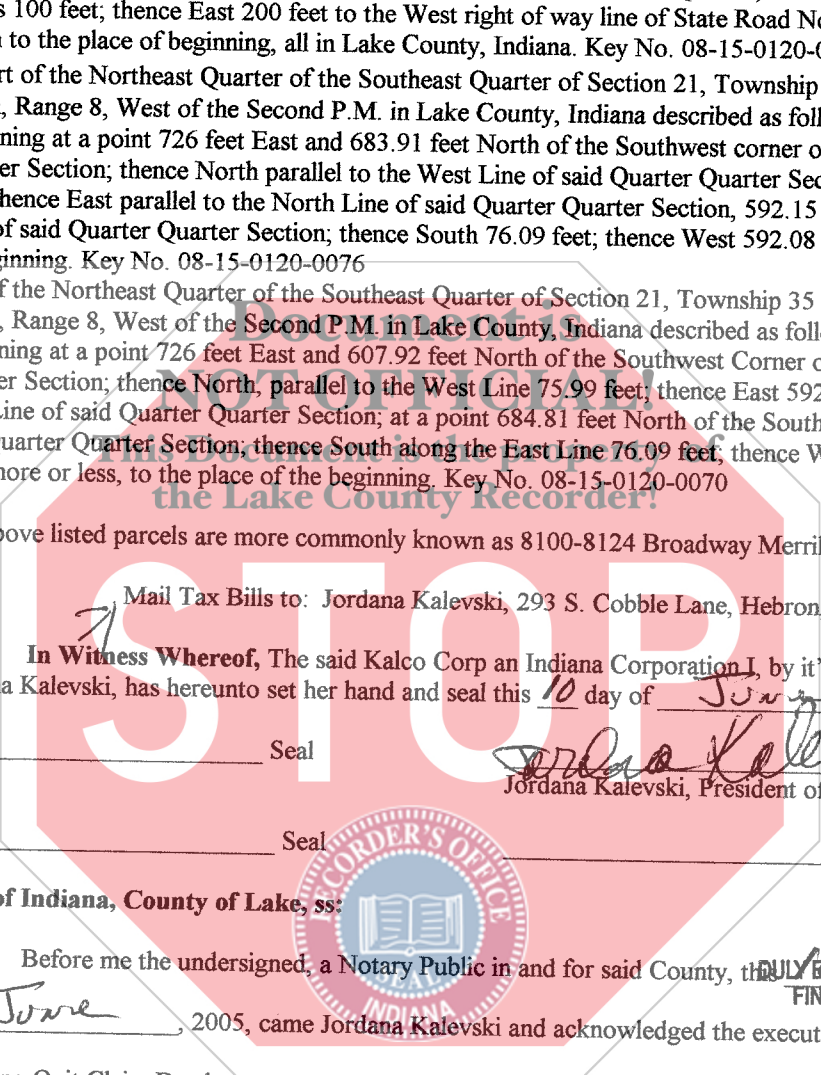 s 100 feet; thence East 200 feet to the West right of way line of State Road No
to the place of beginning, all in Lake County, Indiana. Key No. 08-15-0120-0
rt of the Northeast Quarter of the Southeast Quarter of Section 21, Township
, Range 8, West of the Second P.M. in Lake County, Indiana described as foll
ning at a point 726 feet East and 683.91 feet North of the Southwest corner o
er Section; thence North parallel to the West Line of said Quarter Quarter Sec
hence East parallel to the North Line of said Quarter Quarter Section, 592.15
of said Quarter Quarter Section; thence South 76.09 feet; thence West 592.08
ginning. Key No. 08-15-0120-0076
f the Northeast Quarter of the Southeast Quarter of Section 21, Township 35
Document is
, Range 8, West of the Second P.M. in Lake County, Indiana described as foll
ning at a point 726 feet East and 607.92 feet North of the Southwest Corner o
er Section; thence North, parallel to the West Line 75.99 feet; thence East 592
NOT OFFICIAL!
Line of said Quarter Quarter Section; at a point 684.81 feet North of the South
uarter Quarter Section; thence South along the East Line 76.09 feet; thence W
This Document is the property of
more or less, to the place of the beginning. Key No. 08-15-0120-0070
the Lake County Recorder!
ove listed parcels are more commonly known as 8100-8124 Broadway Merril
STOP
Mail Tax Bills to: Jordana Kalevski, 293 S. Cobble Lane, Hebron
In Witness Whereof, The said Kalco Corp an Indiana Corporation I, by it'
a Kalevski, has hereunto set her hand and seal this 10 day of June
Seal
Jordana Kale
Jordana Kalevski, President of
Seal
RECORDER'S OFFICE
SEAL
INDIANA
of Indiana, County of Lake, ss:
Before me the undersigned, a Notary Public in and for said County, this
DULY E
FIN
June, 2005, came Jordana Kalevski and acknowledged the execut